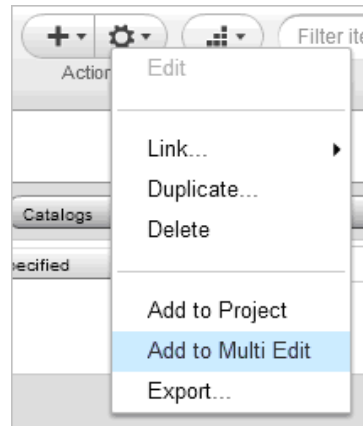 Filter ite
Action
Edit
Link...
Duplicate...
Delete
Catalogs
ecified
Add to Project
Add to Multi Edit
Export...